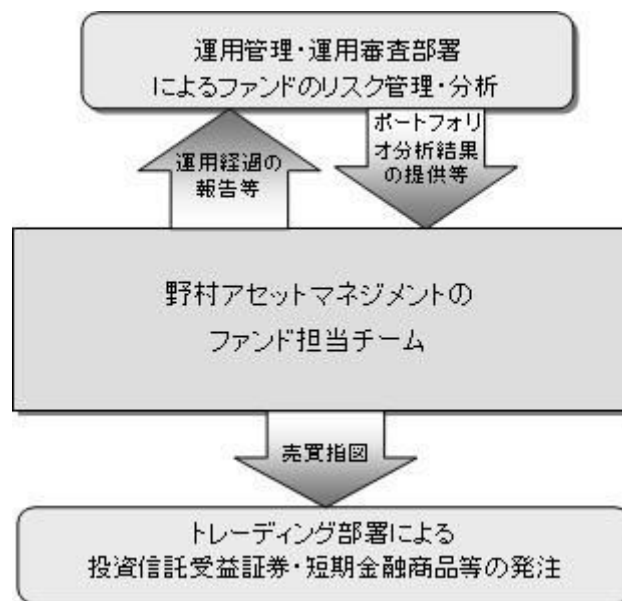 運用管理・運用審査部署
によるファンドのリスク管理・分析
運用経過の
報告等
ポートフォリ
オ分析結果
の提供等
野村アセットマネジメントの
ファンド担当チーム
売買指図
トレーディング部署による
投資信託受益証券・短期金融商品等の発注